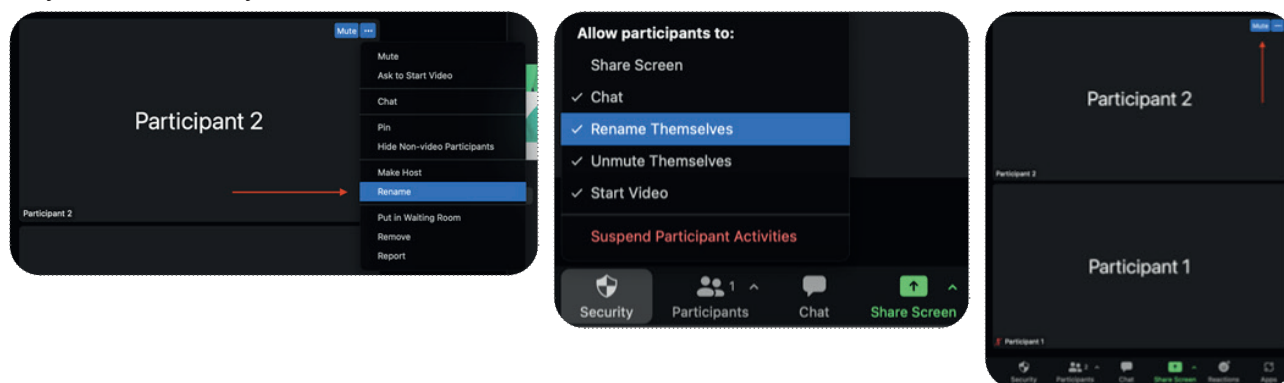 Mute
Mute
Ask to Start Video
Chat
Pin
Hide Non-video Participants
Make Host
Rename
Put in Waiting Room
Remove
Report
Participant 2
Participant 2
Allow participants to:
Share Screen
Chat
Rename Themselves
Unmute Themselves
Start Video
Suspend Participant Activities
1
Security Participants Chat Share Screen
Mute
Participant 2
Participant 2
Participant 1
Participant 1
Security Participants Chat Share Screen Reactions Apps